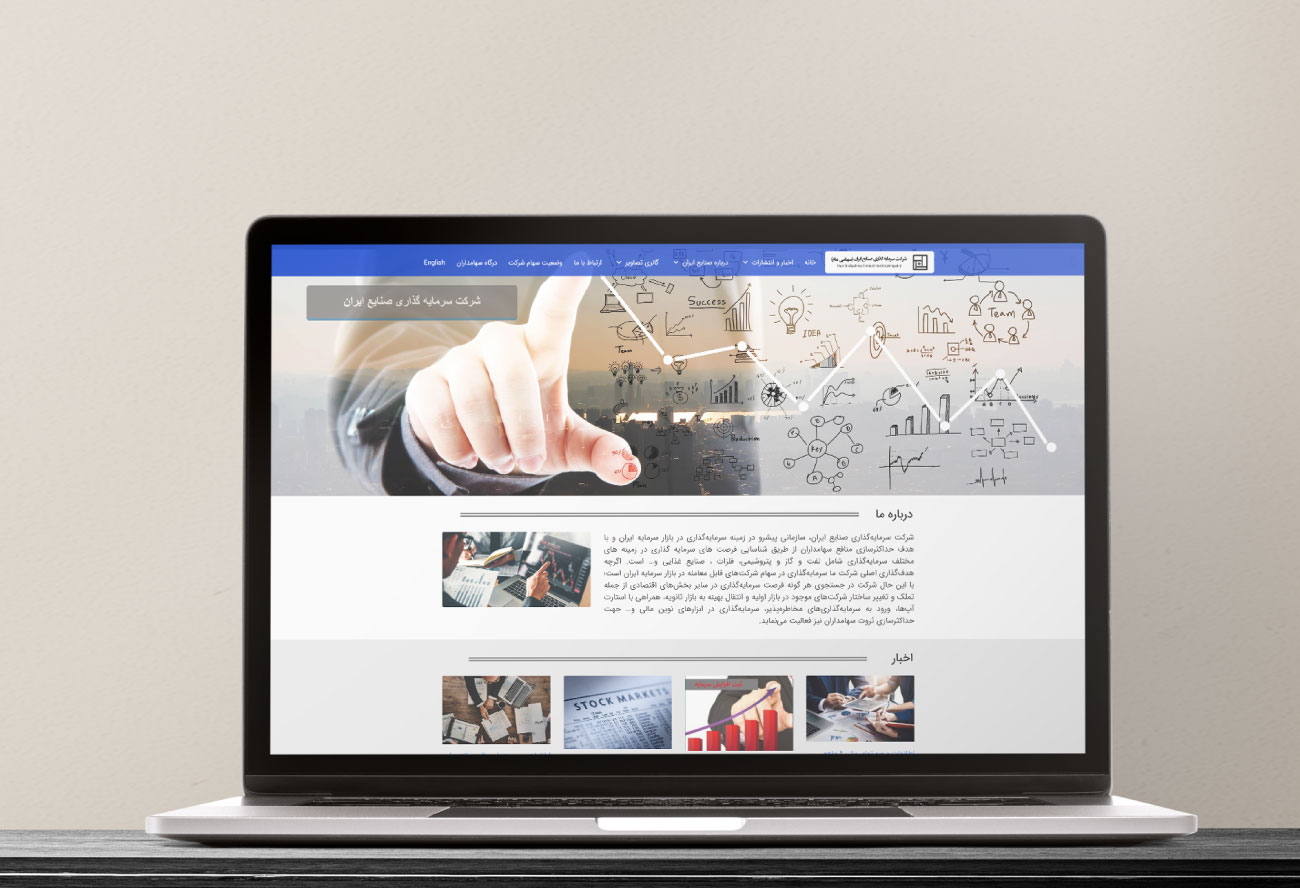 شرکت سرمایه گذاری صنایع ایران (سهامی عام)
خانه
اخبار و انتشارات
درباره صنایع ایران
گالری تصاویر
ارتباط با ما
وضعیت سهام شرکت
درگاه سهامداران
English
شرکت سرمایه گذاری صنایع ایران
Cloud
Success
Team
IDEA
Team
Key
Production
Plan
درباره ما
شرکت سرمایه‌گذاری صنایع ایران، سازمانی پیشرو در زمینه سرمایه‌گذاری در بازار سرمایه ایران و با
هدف حداکثرسازی منافع سهامداران از طریق شناسایی فرصت های سرمایه گذاری در زمینه های
مختلف سرمایه‌گذاری شامل نفت و گاز و پتروشیمی، فلزات ، صنایع غذایی و… است. اگرچه
هدف‌گذاری اصلی شرکت ما سرمایه‌گذاری در سهام شرکت‌های قابل معامله در بازار سرمایه ایران است؛
با این حال شرکت در جستجوی هر گونه فرصت سرمایه‌گذاری در سایر بخش‌های اقتصادی از جمله
تملک و تغییر ساختار شرکت‌های موجود در بازار اولیه و انتقال بهینه به بازار ثانویه، همراهی با استارت
آپ‌ها، ورود به سرمایه‌گذاری‌های مخاطره‌پذیر، سرمایه‌گذاری در ابزارهای نوین مالی و… جهت
حداکثرسازی ثروت سهامداران نیز فعالیت می‌نماید.
اخبار
STOCK MARKETS
ثبت افزایش سرمایه